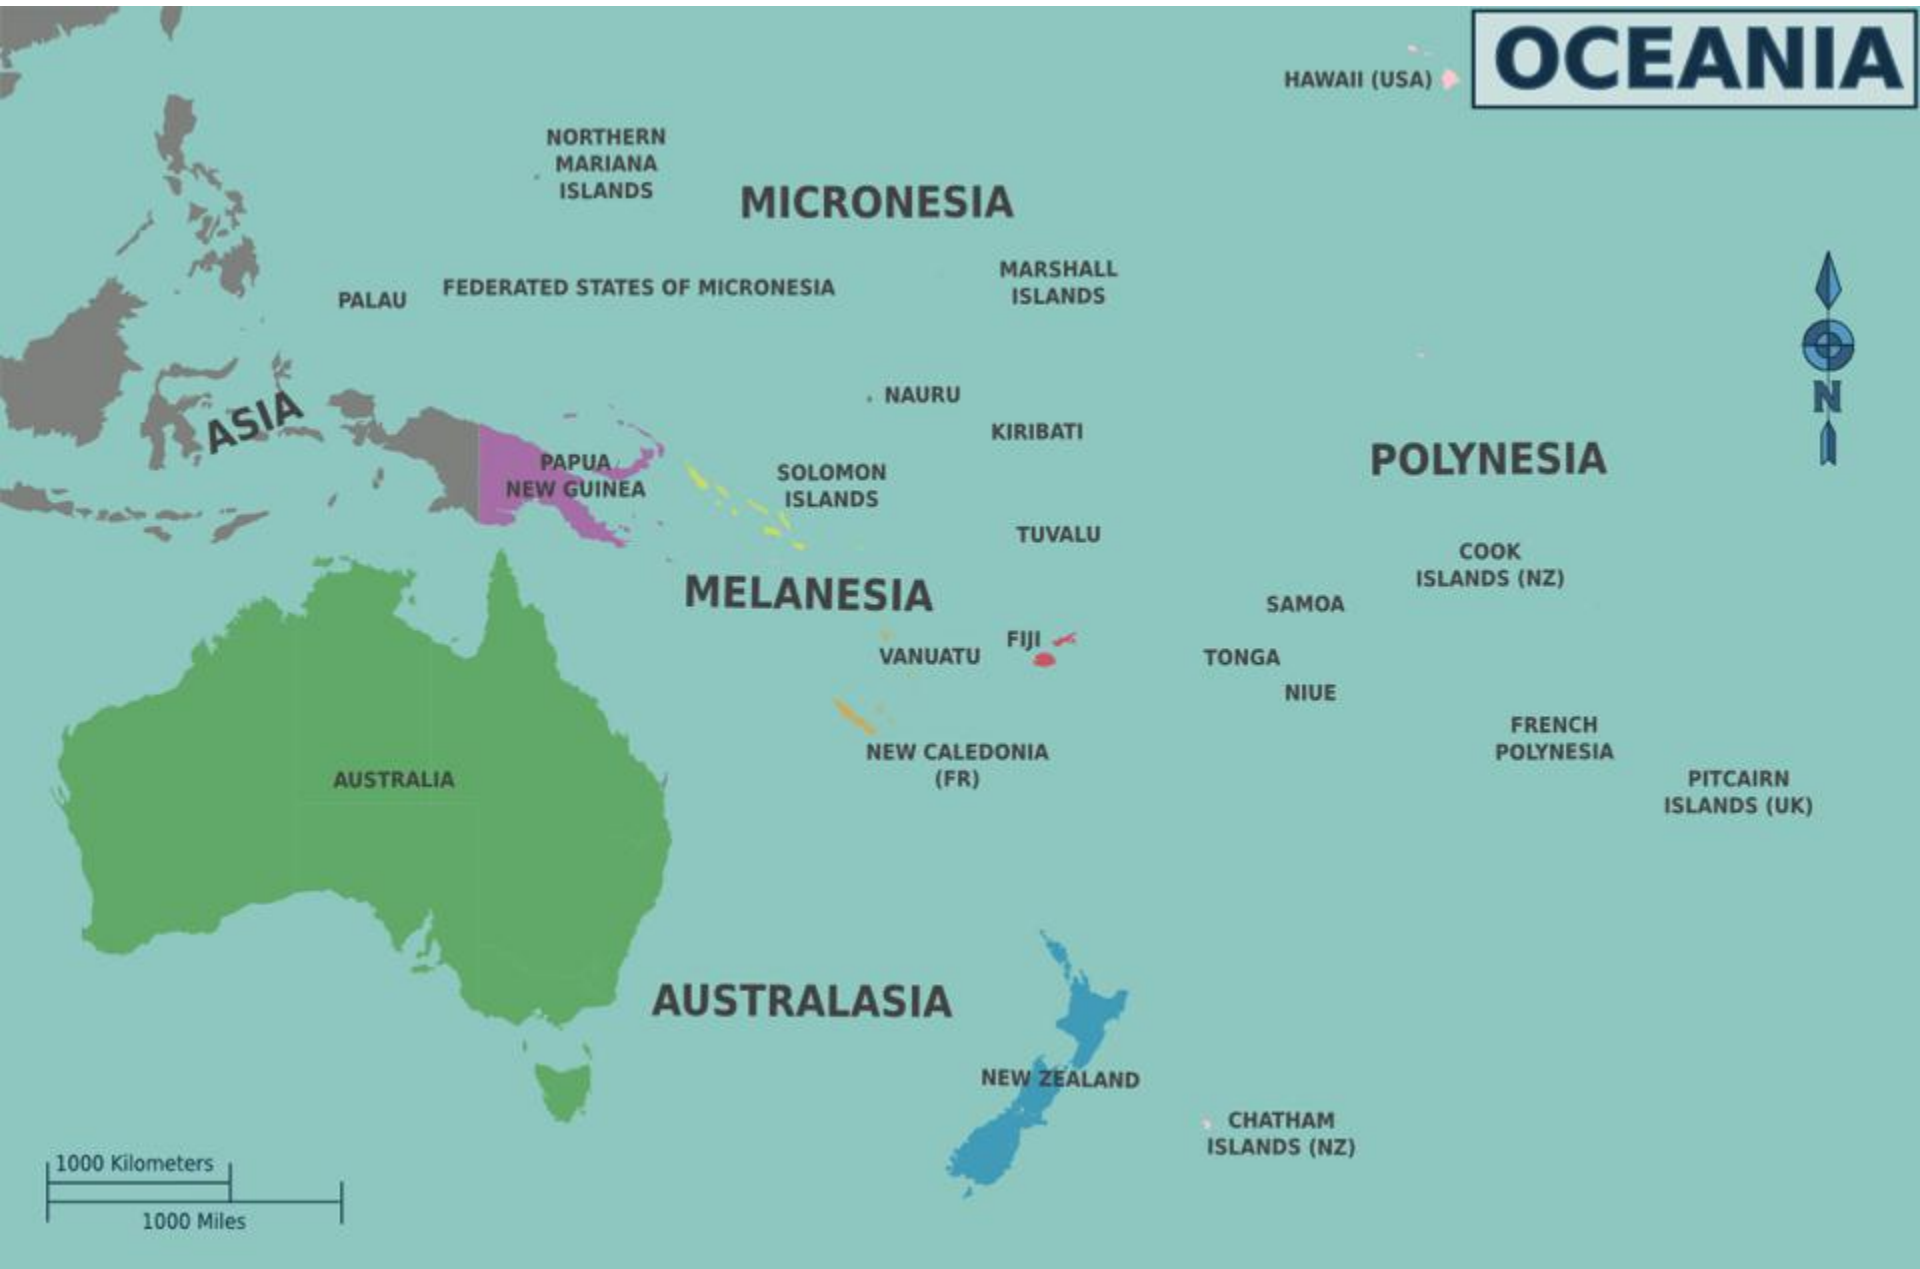 OCEANIA
HAWAII (USA)
NORTHERN
MARIANA
ISLANDS
MICRONESIA
MARSHALL
ISLANDS
FEDERATED STATES OF MICRONESIA
PALAU
NAURU
ASIA
N
KIRIBATI
POLYNESIA
PAPUA
NEW GUINEA
SOLOMON
ISLANDS
TUVALU
COOK
ISLANDS (NZ)
MELANESIA
SAMOA
FIJI
VANUATU
TONGA
NIUE
FRENCH
POLYNESIA
NEW CALEDONIA
(FR)
AUSTRALIA
PITCAIRN
ISLANDS (UK)
AUSTRALASIA
NEW ZEALAND
CHATHAM
ISLANDS (NZ)
1000 Kilometers
1000 Miles